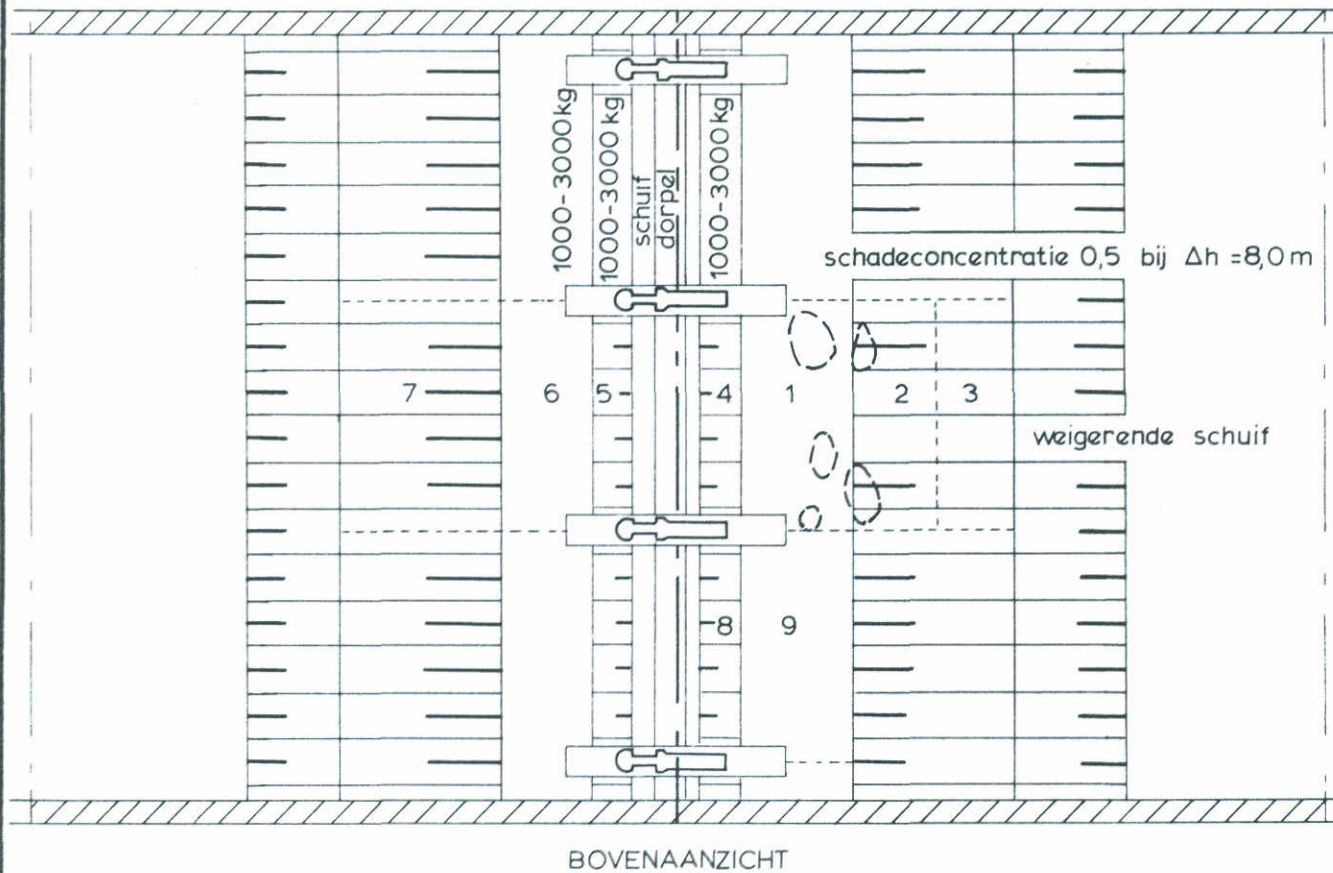 1000-3000kg
1000-3000kg
schuif
dorpel
1000-3000kg
schadeconcentratie 0,5 bij Δh =8,0 m
7 6 5 4 1 2 3
weigerende schuif
8 9
BOVENAANZICHT